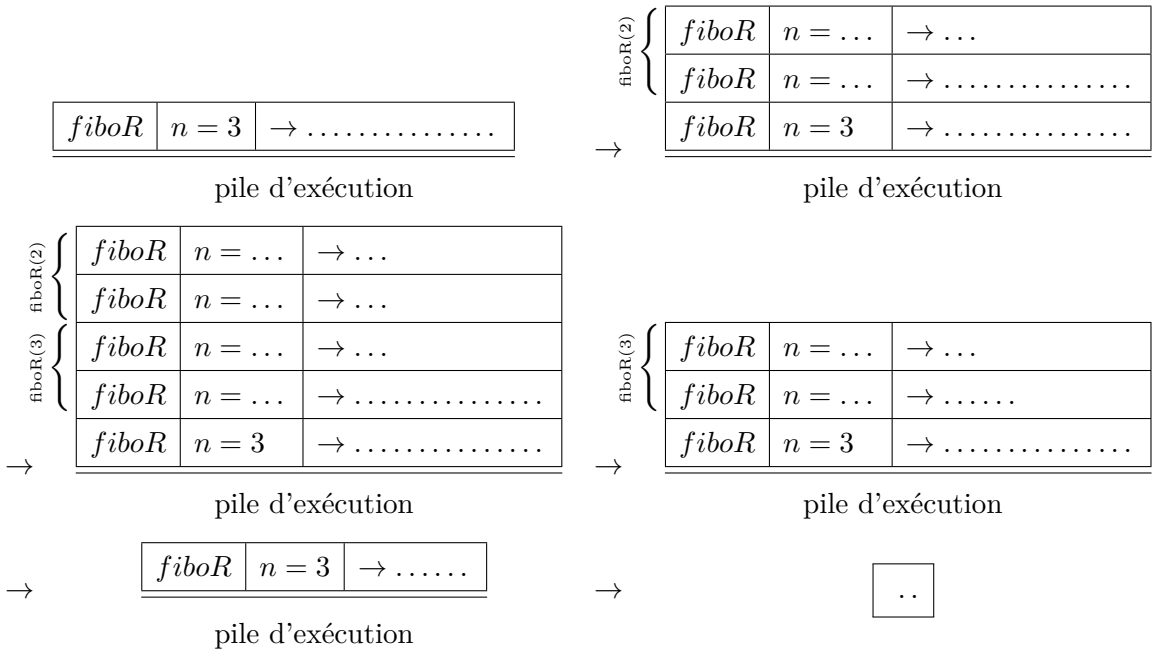 fiboR n = 3 → ...............
pile d'exécution
→
fiboR(2)
fiboR n = ... → ...
fiboR n = ... → ...............
fiboR n = 3 → ...............
pile d'exécution
→
fiboR(2)
fiboR n = ... → ...
fiboR n = ... → ...
fiboR(3)
fiboR n = ... → ...
fiboR n = ... → ...............
fiboR n = 3 → ...............
pile d'exécution
→
fiboR(3)
fiboR n = ... → ...
fiboR n = ... → ......
fiboR n = 3 → ...............
pile d'exécution
→
fiboR n = 3 → ......
pile d'exécution
→
..